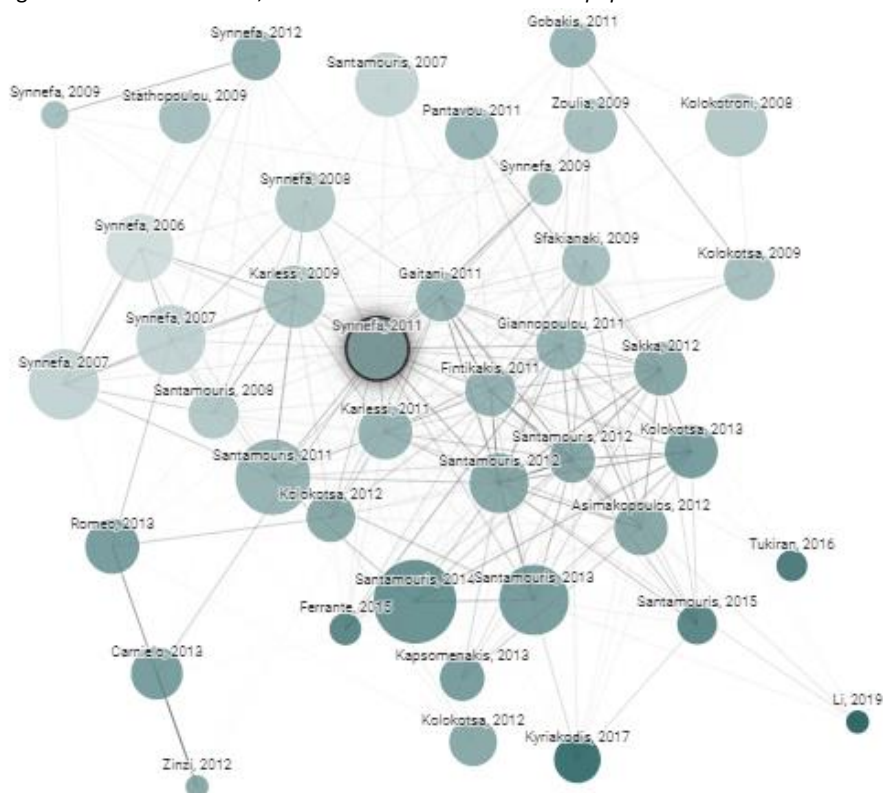 Gobakis, 2011
Synnefa, 2012
Santamouris, 2007
Synnefa, 2009
Stathopoulou, 2009
Pantavou, 2011
Zoulia, 2009
Kolokotroni, 2008
Synnefa, 2009
Synnefa, 2008
Synnefa, 2006
Sfakianaki, 2009
Kolokotsa, 2009
Karlessi, 2009
Gaitani, 2011
Synnefa, 2007
Synnefa, 2011
Giannopoulou, 2011
Sakka, 2012
Synnefa, 2007
Fintikakis, 2011
Santamouris, 2008
Karlessi, 2011
Santamouris, 2012
Kolokotsa, 2013
Santamouris, 2011
Santamouris, 2012
Kolokotsa, 2012
Asimakopoulos, 2012
Romeo, 2013
Tukiran, 2016
Santamouris, 2014
Santamouris, 2013
Ferrante, 2015
Santamouris, 2015
Carnielo, 2013
Kapsomenakis, 2013
Li, 2019
Kolokotsa, 2012
Kyriakodis, 2017
Zinzi, 2012